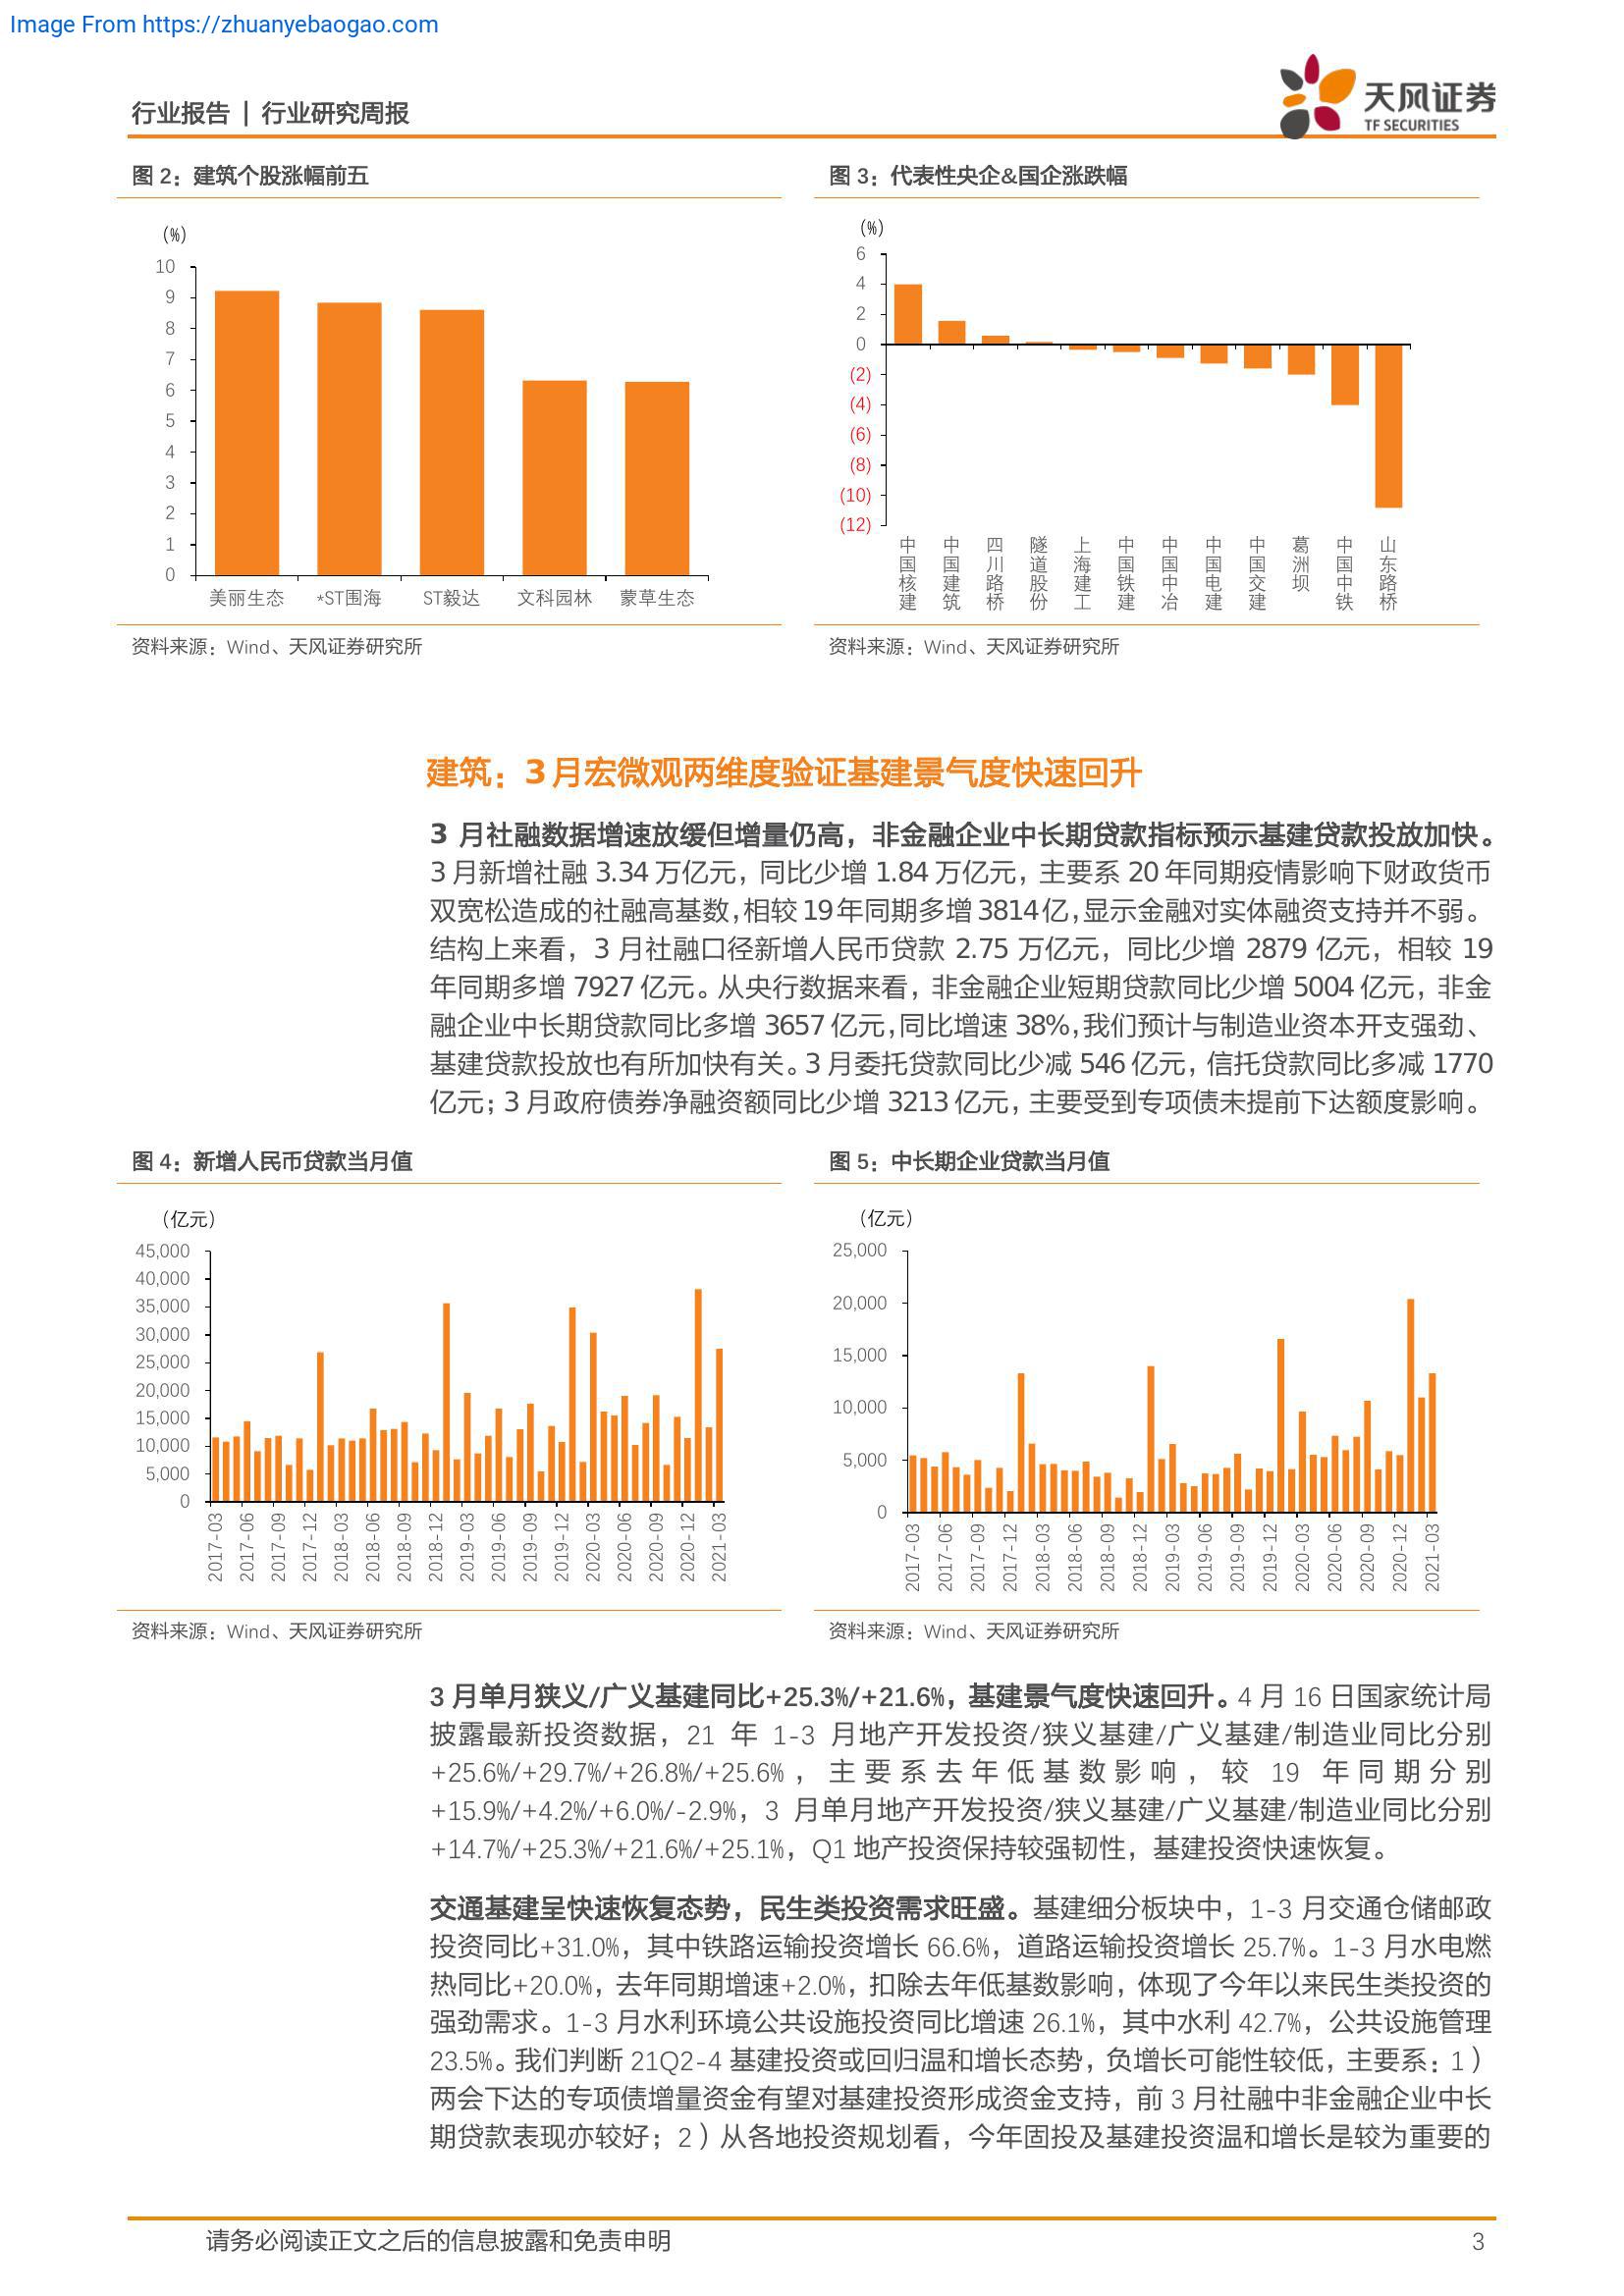 Image From https://zhuanyebaogao.com
行业报告 | 行业研究周报
天风证券
TF SECURITIES
图 2：建筑个股涨幅前五
(%)
10
9
8
7
6
5
4
3
2
1
0
美丽生态 *ST围海 ST毅达 文科园林 蒙草生态
资料来源：Wind、天风证券研究所
图 3：代表性央企&国企涨跌幅
(%)
6
4
2
0
(2)
(4)
(6)
(8)
(10)
(12)
中国核建 中国建筑 四川路桥 隧道股份 上海建工 中国铁建 中国中冶 中国电建 中国交建 葛洲坝 中国中铁 山东路桥
资料来源：Wind、天风证券研究所
建筑：3 月宏微观两维度验证基建景气度快速回升
3 月社融数据增速放缓但增量仍高，非金融企业中长期贷款指标预示基建贷款投放加快。
3 月新增社融 3.34 万亿元，同比少增 1.84 万亿元，主要系 20 年同期疫情影响下财政货币
双宽松造成的社融高基数，相较 19 年同期多增 3814 亿，显示金融对实体融资支持并不弱。
结构上来看，3 月社融口径新增人民币贷款 2.75 万亿元，同比少增 2879 亿元，相较 19
年同期多增 7927 亿元。从央行数据来看，非金融企业短期贷款同比少增 5004 亿元，非金
融企业中长期贷款同比多增 3657 亿元，同比增速 38%，我们预计与制造业资本开支强劲、
基建贷款投放也有所加快有关。3 月委托贷款同比少减 546 亿元，信托贷款同比多减 1770
亿元；3 月政府债券净融资额同比少增 3213 亿元，主要受到专项债未提前下达额度影响。
图 4：新增人民币贷款当月值
（亿元）
45,000
40,000
35,000
30,000
25,000
20,000
15,000
10,000
5,000
0
2017-03 2017-06 2017-09 2017-12 2018-03 2018-06 2018-09 2018-12 2019-03 2019-06 2019-09 2019-12 2020-03 2020-06 2020-09 2020-12 2021-03
资料来源：Wind、天风证券研究所
图 5：中长期企业贷款当月值
（亿元）
25,000
20,000
15,000
10,000
5,000
0
2017-03 2017-06 2017-09 2017-12 2018-03 2018-06 2018-09 2018-12 2019-03 2019-06 2019-09 2019-12 2020-03 2020-06 2020-09 2020-12 2021-03
资料来源：Wind、天风证券研究所
3 月单月狭义/广义基建同比+25.3%/+21.6%，基建景气度快速回升。4 月 16 日国家统计局
披露最新投资数据，21 年 1-3 月地产开发投资/狭义基建/广义基建/制造业同比分别
+25.6%/+29.7%/+26.8%/+25.6%，主要系去年低基数影响，较 19 年同期分别
+15.9%/+4.2%/+6.0%/-2.9%，3 月单月地产开发投资/狭义基建/广义基建/制造业同比分别
+14.7%/+25.3%/+21.6%/+25.1%，Q1 地产投资保持较强韧性，基建投资快速恢复。
交通基建呈快速恢复态势，民生类投资需求旺盛。基建细分板块中，1-3 月交通仓储邮政
投资同比+31.0%，其中铁路运输投资增长 66.6%，道路运输投资增长 25.7%。1-3 月水电燃
热同比+20.0%，去年同期增速+2.0%，扣除去年低基数影响，体现了今年以来民生类投资的
强劲需求。1-3 月水利环境公共设施投资同比增速 26.1%，其中水利 42.7%，公共设施管理
23.5%。我们判断 21Q2-4 基建投资或回归温和增长态势，负增长可能性较低，主要系：1）
两会下达的专项债增量资金有望对基建投资形成资金支持，前 3 月社融中非金融企业中长
期贷款表现亦较好；2）从各地投资规划看，今年固投及基建投资温和增长是较为重要的
请务必阅读正文之后的信息披露和免责申明
3